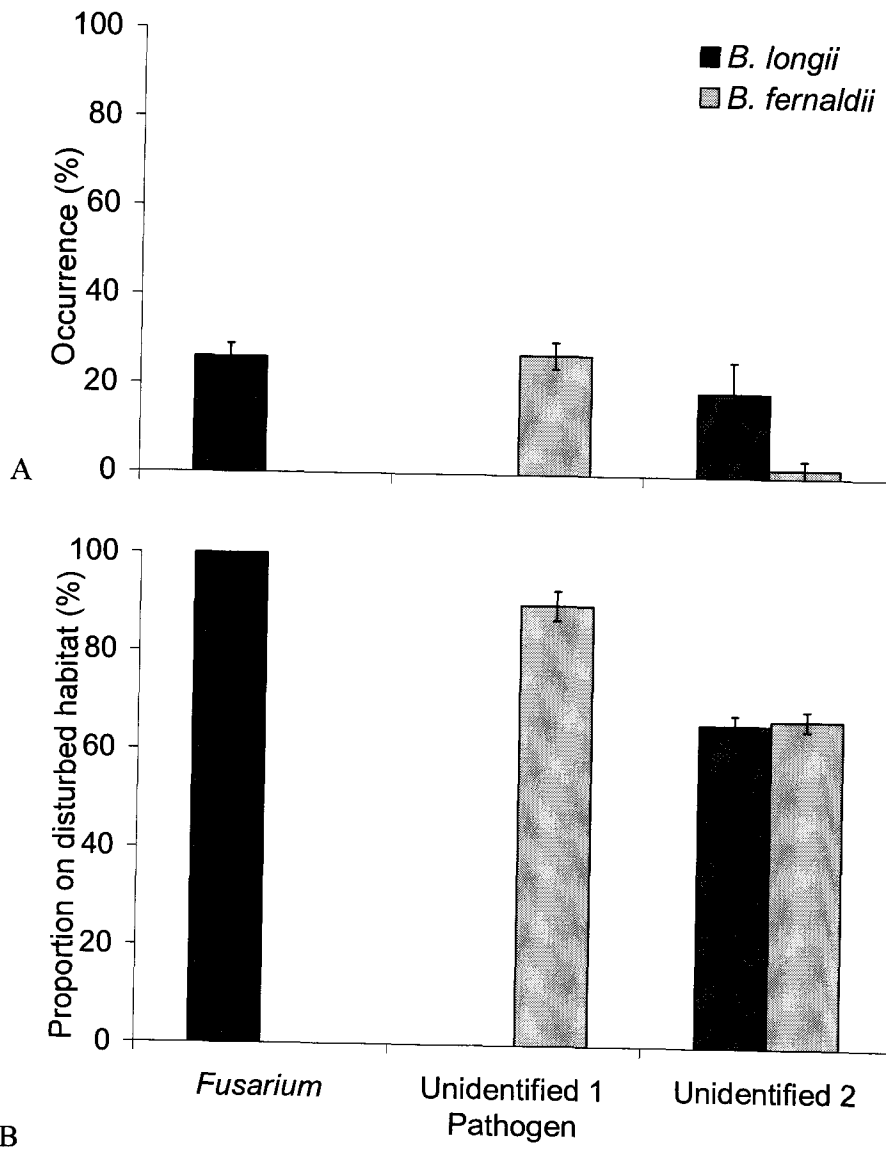 100
B. longii
B. fernaldii
80
60
40
20
0
Occurrence (%)
A
100
80
60
40
20
0
Proportion on disturbed habitat (%)
Fusarium
Unidentified 1
Unidentified 2
Pathogen
B